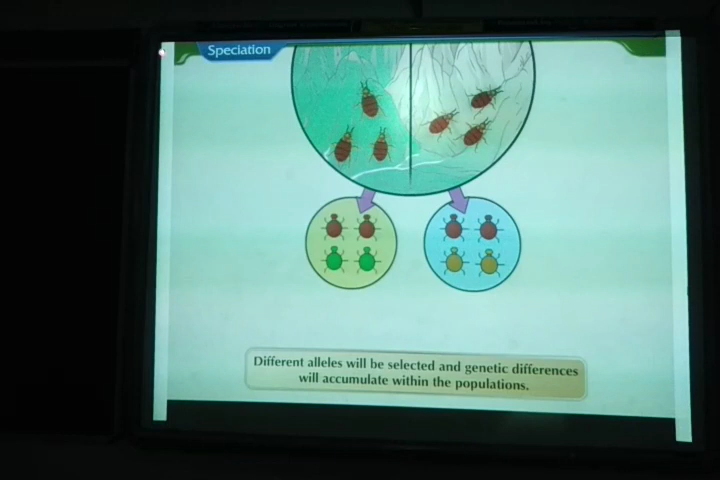 Speciation
Different alleles will be selected and genetic differences
will accumulate within the populations.